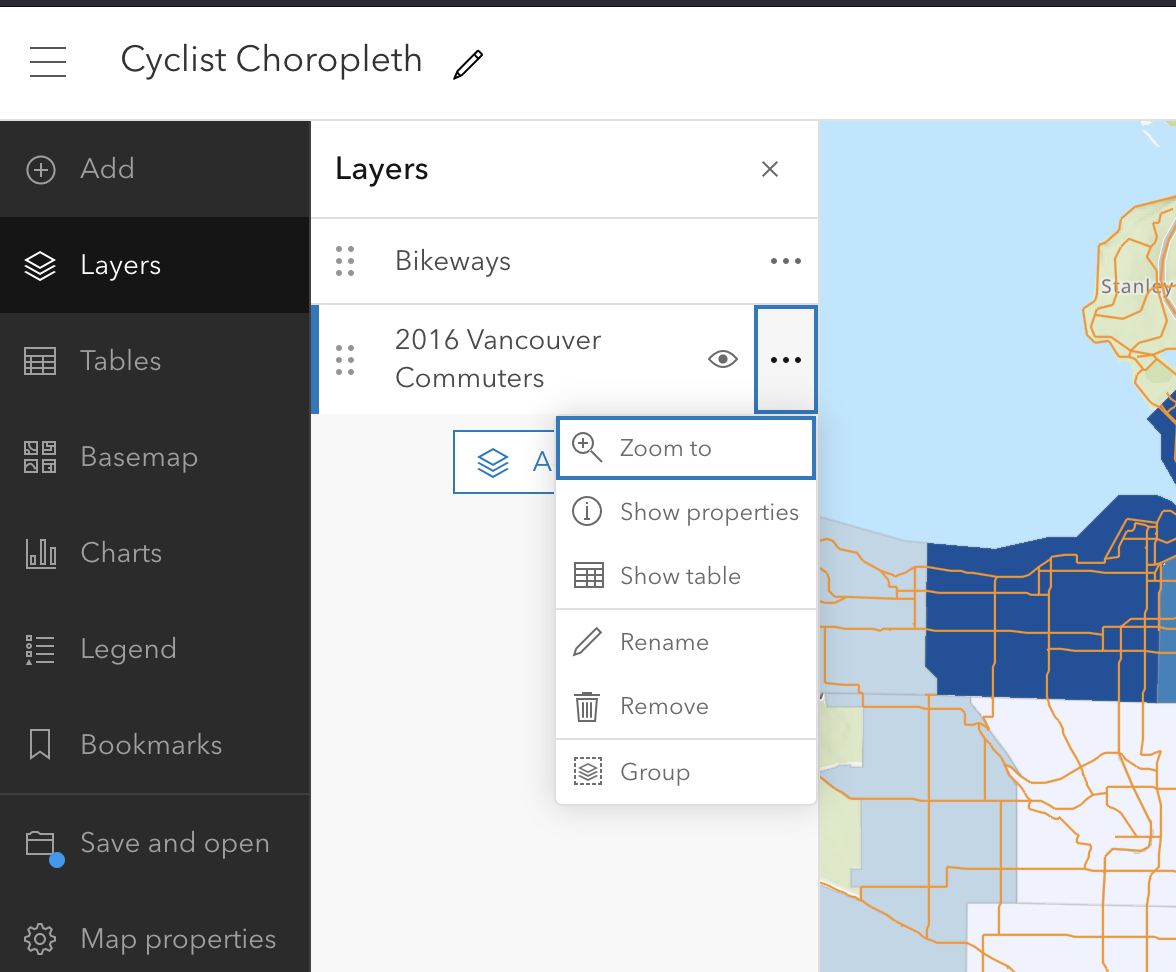 Cyclist Choropleth
Add
Layers
Tables
Basemap
Charts
Legend
Bookmarks
Save and open
Map properties
Layers
Bikeways
2016 Vancouver
Commuters
A
Zoom to
Show properties
Show table
Rename
Remove
Group
Stanley